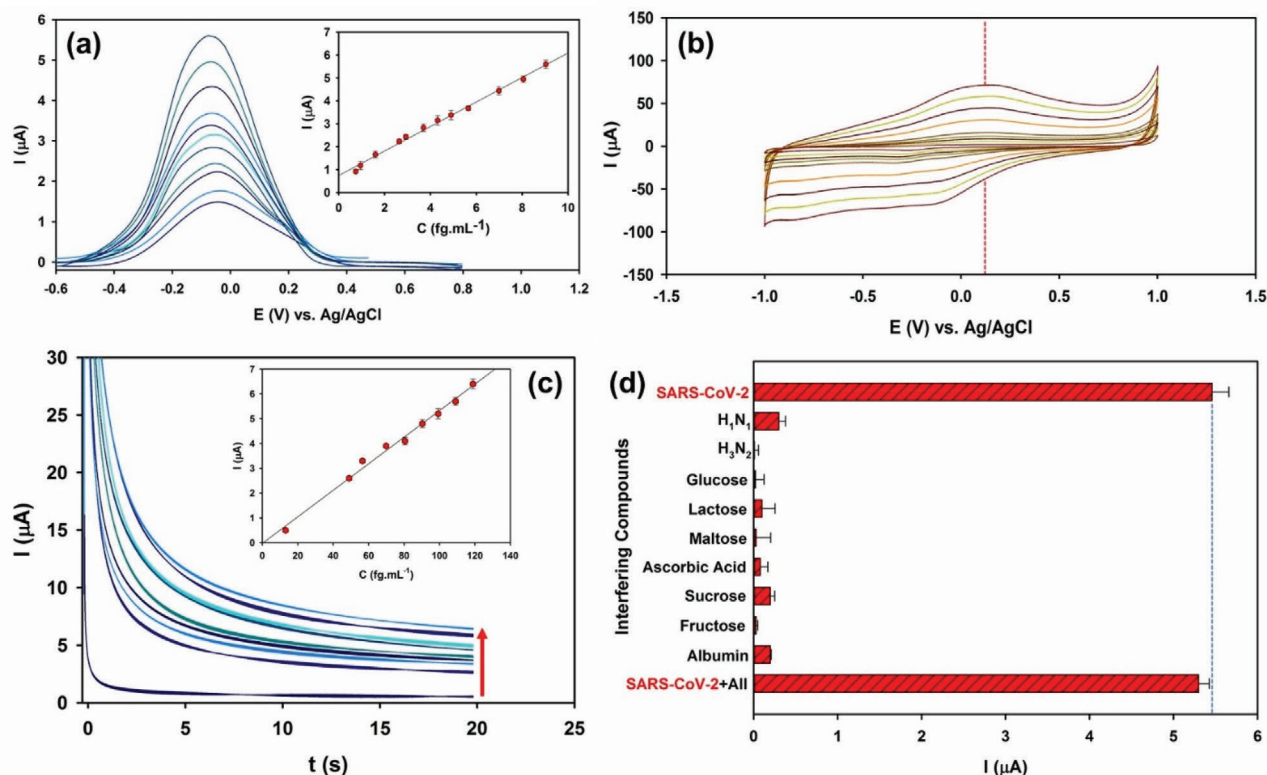 (a)
I (µA)
6
5
4
3
2
1
0
-0.6 -0.4 -0.2 0.0 0.2 0.4 0.6 0.8 1.0 1.2
E (V) vs. Ag/AgCl
I (µA)
7
6
5
4
3
2
1
0
0 2 4 6 8 10
C (fg.mL-1)
(b)
I (µA)
150
100
50
0
-50
-100
-150
-1.5 -1.0 -0.5 0.0 0.5 1.0 1.5
E (V) vs. Ag/AgCl
(c)
I (µA)
30
25
20
15
10
5
0
0 5 10 15 20 25
t (s)
I (µA)
7
6
5
4
3
2
1
0
0 20 40 60 80 100 120 140
C (fg.mL-1)
(d)
Interfering Compounds
SARS-CoV-2
H1N1
H3N2
Glucose
Lactose
Maltose
Ascorbic Acid
Sucrose
Fructose
Albumin
SARS-CoV-2+All
0 1 2 3 4 5 6
I (µA)